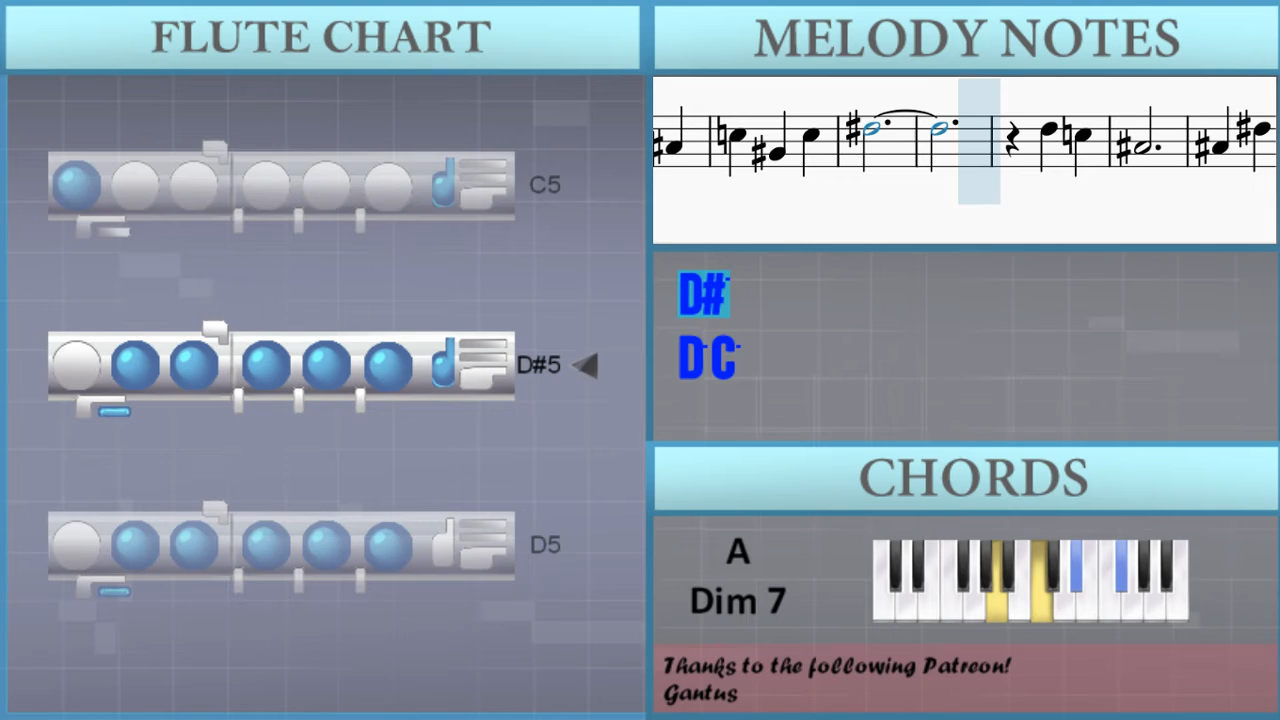 FLUTE CHART
C5
D#5
D5
MELODY NOTES
D#-
D- C-
CHORDS
A
Dim 7
Thanks to the following Patreon!
Gantus